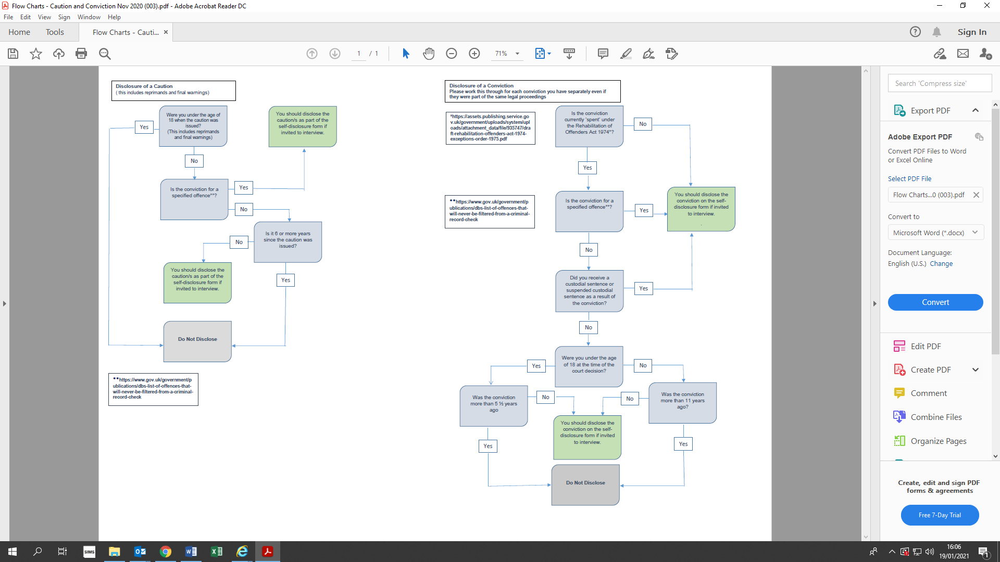 Flow Charts - Caution and Conviction Nov 2020 (003).pdf - Adobe Acrobat Reader DC
File Edit View Sign Window Help
Home Tools Flow Charts - Cauti... ×
Sign In
1 / 1
71%
Disclosure of a Caution
( this includes reprimands and final warnings)
Were you under the age of
18 when the caution was
issued?
(This includes reprimands
and final warnings)
Yes
You should disclose the
caution/s as part of the
self-disclosure form if
invited to interview.
No
Is the conviction for a
specified offence**?
Yes
No
Is it 6 or more years
since the caution was
issued?
No
You should disclose the
caution/s as part of the
self-disclosure form if
invited to interview.
Yes
Do Not Disclose
**https://www.gov.uk/government/p
ublications/dbs-list-of-offences-that-
will-never-be-filtered-from-a-criminal-
record-check
Disclosure of a Conviction
Please work this through for each conviction you have separately even if
they were part of the same legal proceedings
*https://assets.publishing.service.go
v.uk/government/uploads/system/upl
oads/attachment_data/file/935747/dra
ft-rehabilitation-offenders-act-1974-
exceptions-order-1975.pdf
Is the conviction
currently 'spent' under
the Rehabilitation of
Offenders Act 1974*?
No
Yes
**https://www.gov.uk/government/p
ublications/dbs-list-of-offences-that-
will-never-be-filtered-from-a-criminal-
record-check
Is the conviction for a
specified offence**?
Yes
You should disclose the
conviction on the self-
disclosure form if invited
to interview.
.
No
Did you receive a
custodial sentence or
suspended custodial
sentence as a result of
the conviction?
Yes
No
Were you under the age
of 18 at the time of the
court decision?
Yes
No
Was the conviction
more than 5 ½ years
ago
No
No
Was the conviction
more than 11 years
ago?
You should disclose the
conviction on the self-
disclosure form if invited
to interview.
Yes
Yes
Do Not Disclose
Search 'Compress size'
Export PDF
Adobe Export PDF
Convert PDF Files to Word
or Excel Online
Select PDF File
Flow Charts...0 (003).pdf
Convert to
Microsoft Word (*.docx)
Document Language:
English (U.S.) Change
Convert
Edit PDF
Create PDF
Comment
Combine Files
Organize Pages
Create, edit and sign PDF
forms & agreements
Free 7-Day Trial
SIMS
16:06
19/01/2021
1